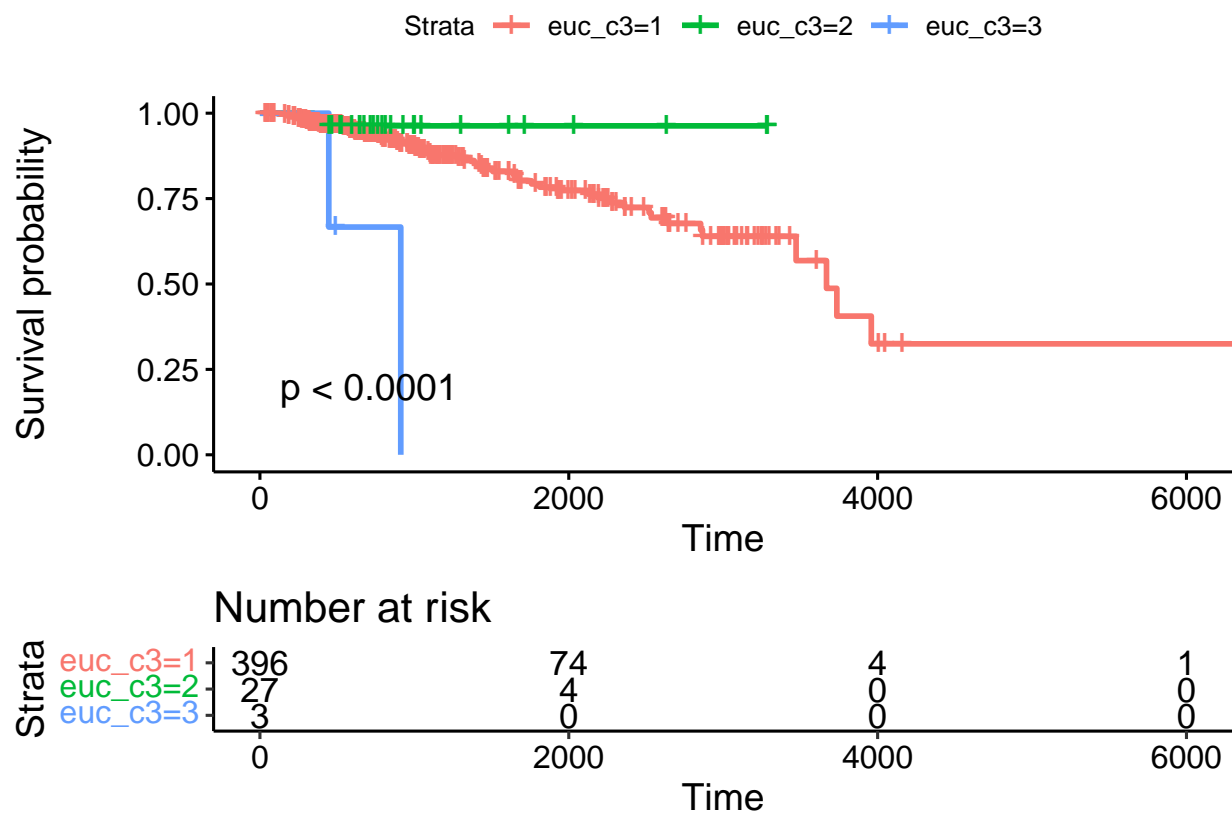 Strata euc_c3=1 euc_c3=2 euc_c3=3
Survival probability
1.00
0.75
0.50
0.25
0.00
p < 0.0001
0 2000 4000 6000
Time
Number at risk
Strata
euc_c3=1 396 74 4 1
euc_c3=2 27 4 0 0
euc_c3=3 3 0 0 0
0 2000 4000 6000
Time